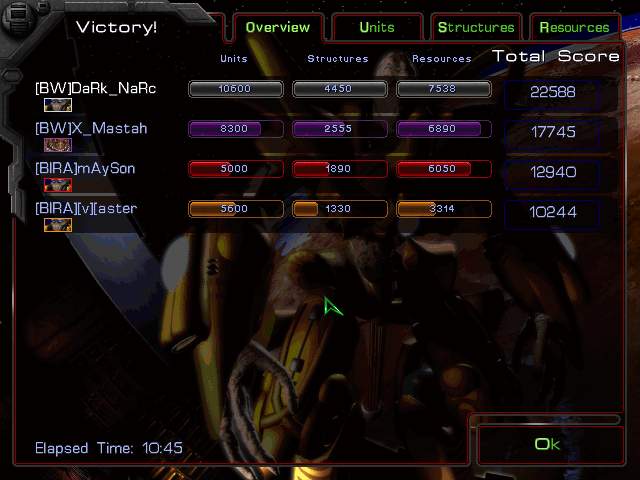 Victory!
Overview Units Structures Resources
Units Structures Resources Total Score
[BW]DaRk_NaRc 10600 4450 7538 22588
[BW]X_Mastah 8300 2555 6890 17745
[BIRA]mAySon 5000 1890 6050 12940
[BIRA][v][aster 5600 1330 3314 10244
Elapsed Time: 10:45
Ok